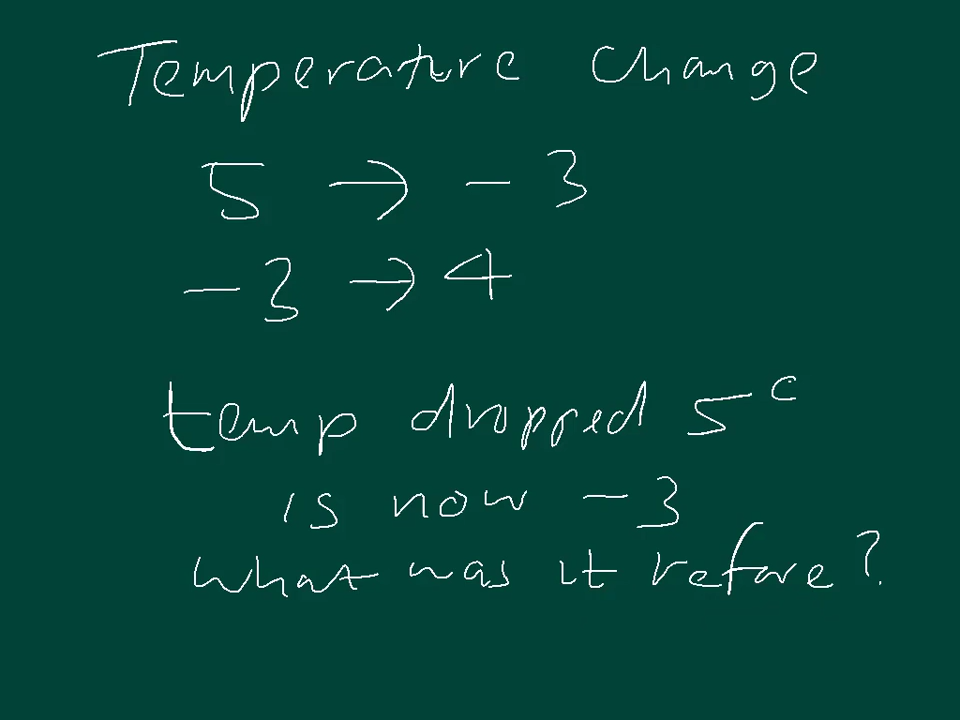 Temperature Change
5 → - 3
- 3 → 4
temp dropped 5°
is now - 3
what was it before?